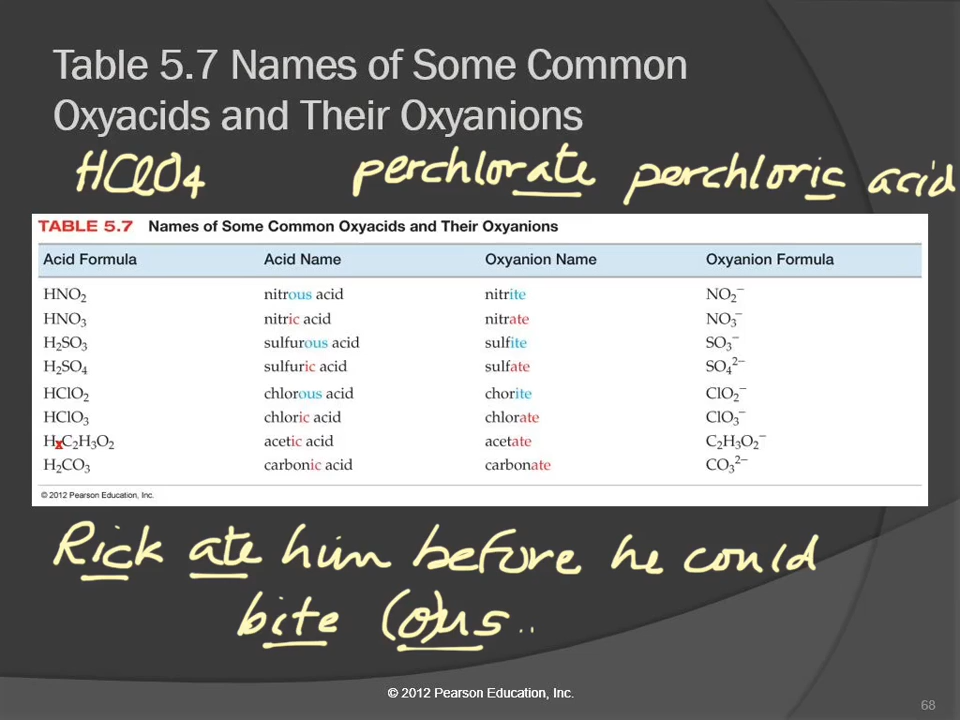 Table 5.7 Names of Some Common
Oxyacids and Their Oxyanions
HClO4 perchlorate perchloric acid
TABLE 5.7 Names of Some Common Oxyacids and Their Oxyanions
Acid Formula Acid Name Oxyanion Name Oxyanion Formula
HNO₂ nitrous acid nitrite NO₂⁻
HNO₃ nitric acid nitrate NO₃⁻
H₂SO₃ sulfurous acid sulfite SO₃⁻
H₂SO₄ sulfuric acid sulfate SO₄²⁻
HClO₂ chlorous acid chorite ClO₂⁻
HClO₃ chloric acid chlorate ClO₃⁻
HxC₂H₃O₂ acetic acid acetate C₂H₃O₂⁻
H₂CO₃ carbonic acid carbonate CO₃²⁻
© 2012 Pearson Education, Inc.
Rick ate him before he could
bite (o)us..
© 2012 Pearson Education, Inc.
68